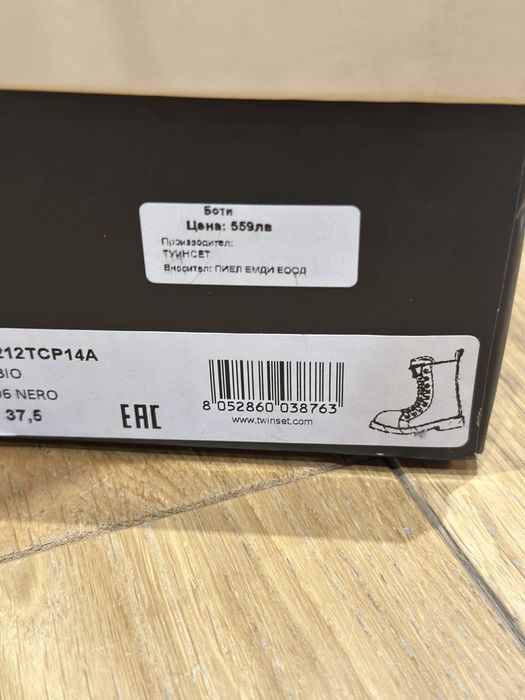 Боти
Цена: 559лв
Производител:
ТУИНСЕТ
Вносител: ПИЕЛ ЕМДИ ЕООД
212TCP14A
BIO
06 NERO
37,5
EAC
8 052860 038763
www.twinset.com